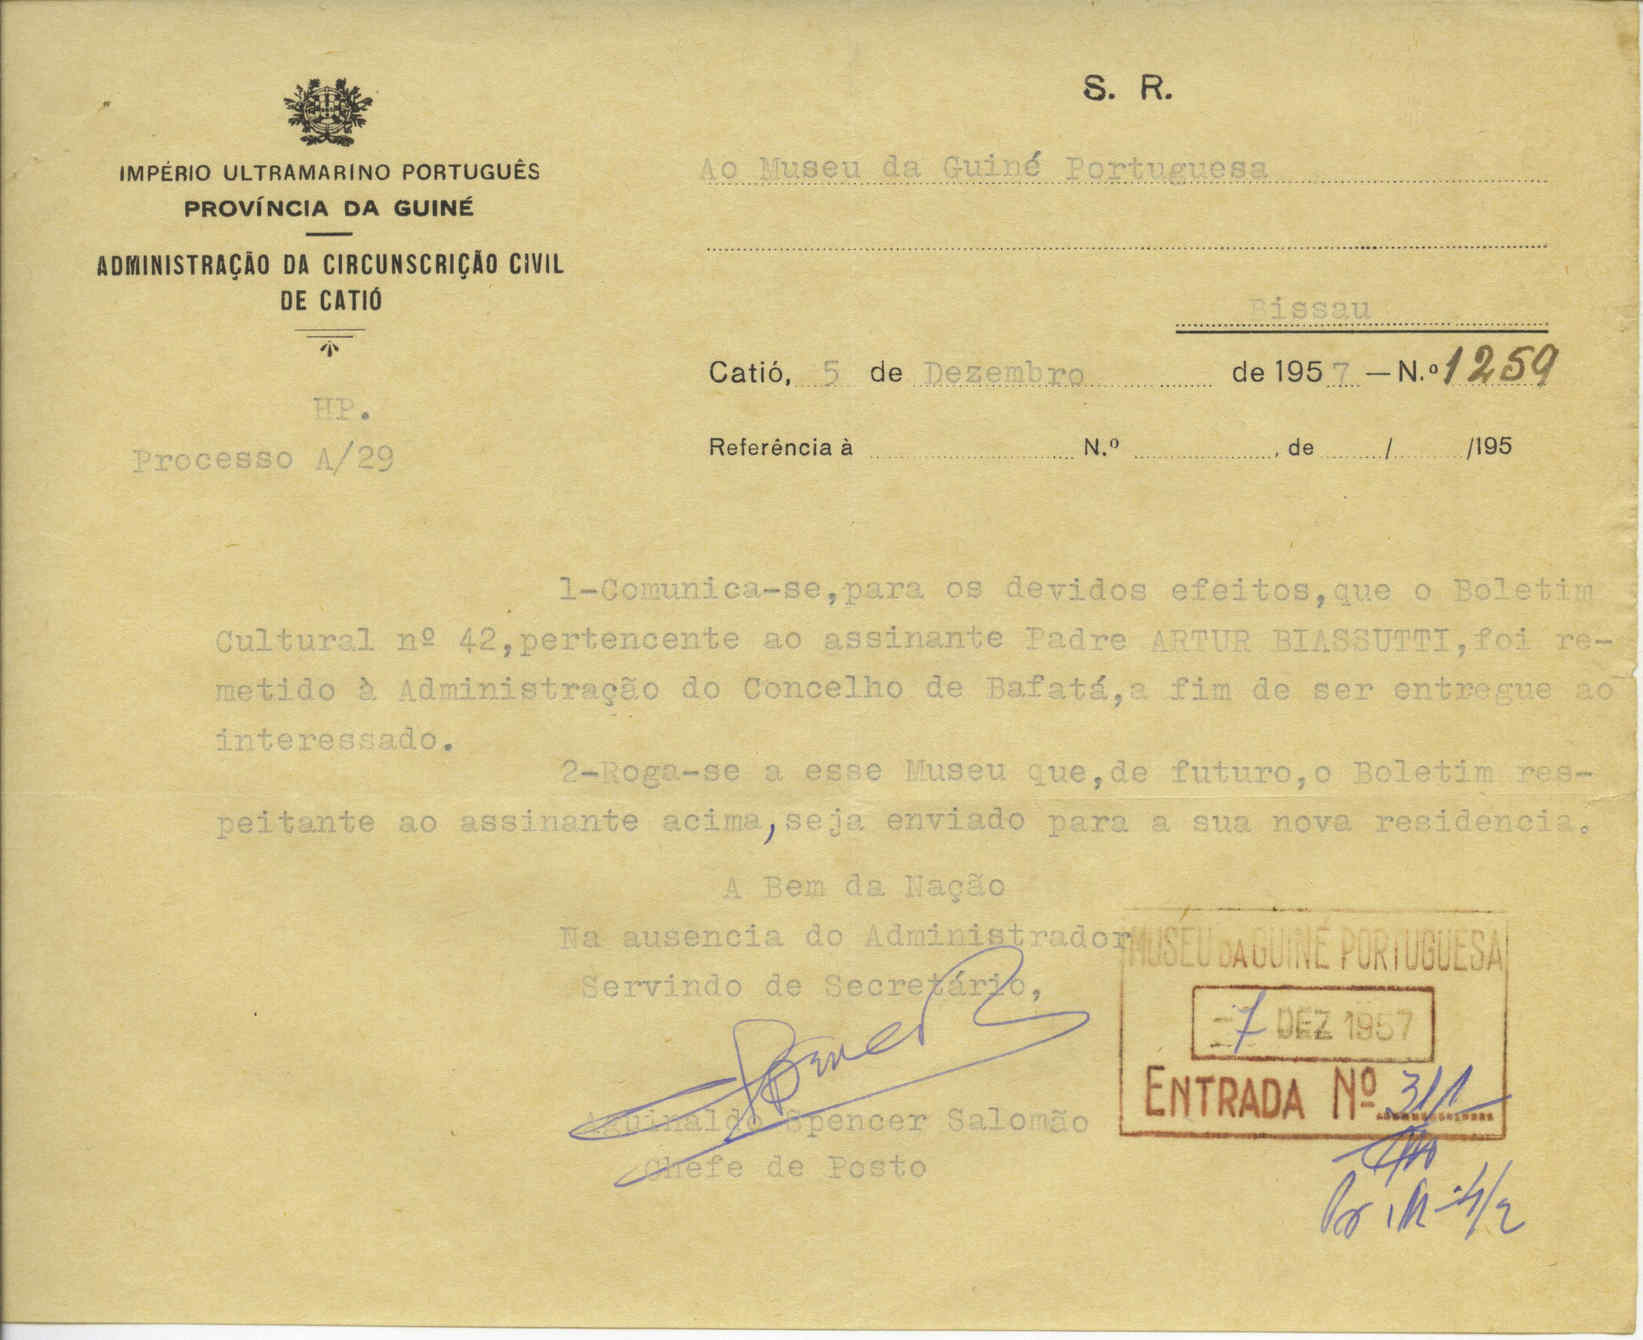 S. R.
IMPÉRIO ULTRAMARINO PORTUGUÊS
PROVÍNCIA DA GUINÉ
ADMINISTRAÇÃO DA CIRCUNSCRIÇÃO CIVIL
DE CATIÓ
Ao Museu da Guiné Portuguesa
Bissau
Catió, 5 de Dezembro de 1957 — N.º 1259
HP.
Processo A/29
Referência à N.º , de / /195
1-Comunica-se,para os devidos efeitos,que o Boletim
Cultural nº 42,pertencente ao assinante Padre ARTUR BIASSUTTI,foi re-
metido à Administração do Concelho de Bafatá,a fim de ser entregue ao
interessado.
2-Roga-se a esse Museu que,de futuro,o Boletim res-
peitante ao assinante acima,seja enviado para a sua nova residencia.
A Bem da Nação
Na ausencia do Administrador
Servindo de Secretário,
Aguinaldo Spencer Salomão
Chefe de Posto
MUSEU DA GUINÉ PORTUGUESA
-7 DEZ 1957
ENTRADA Nº 311